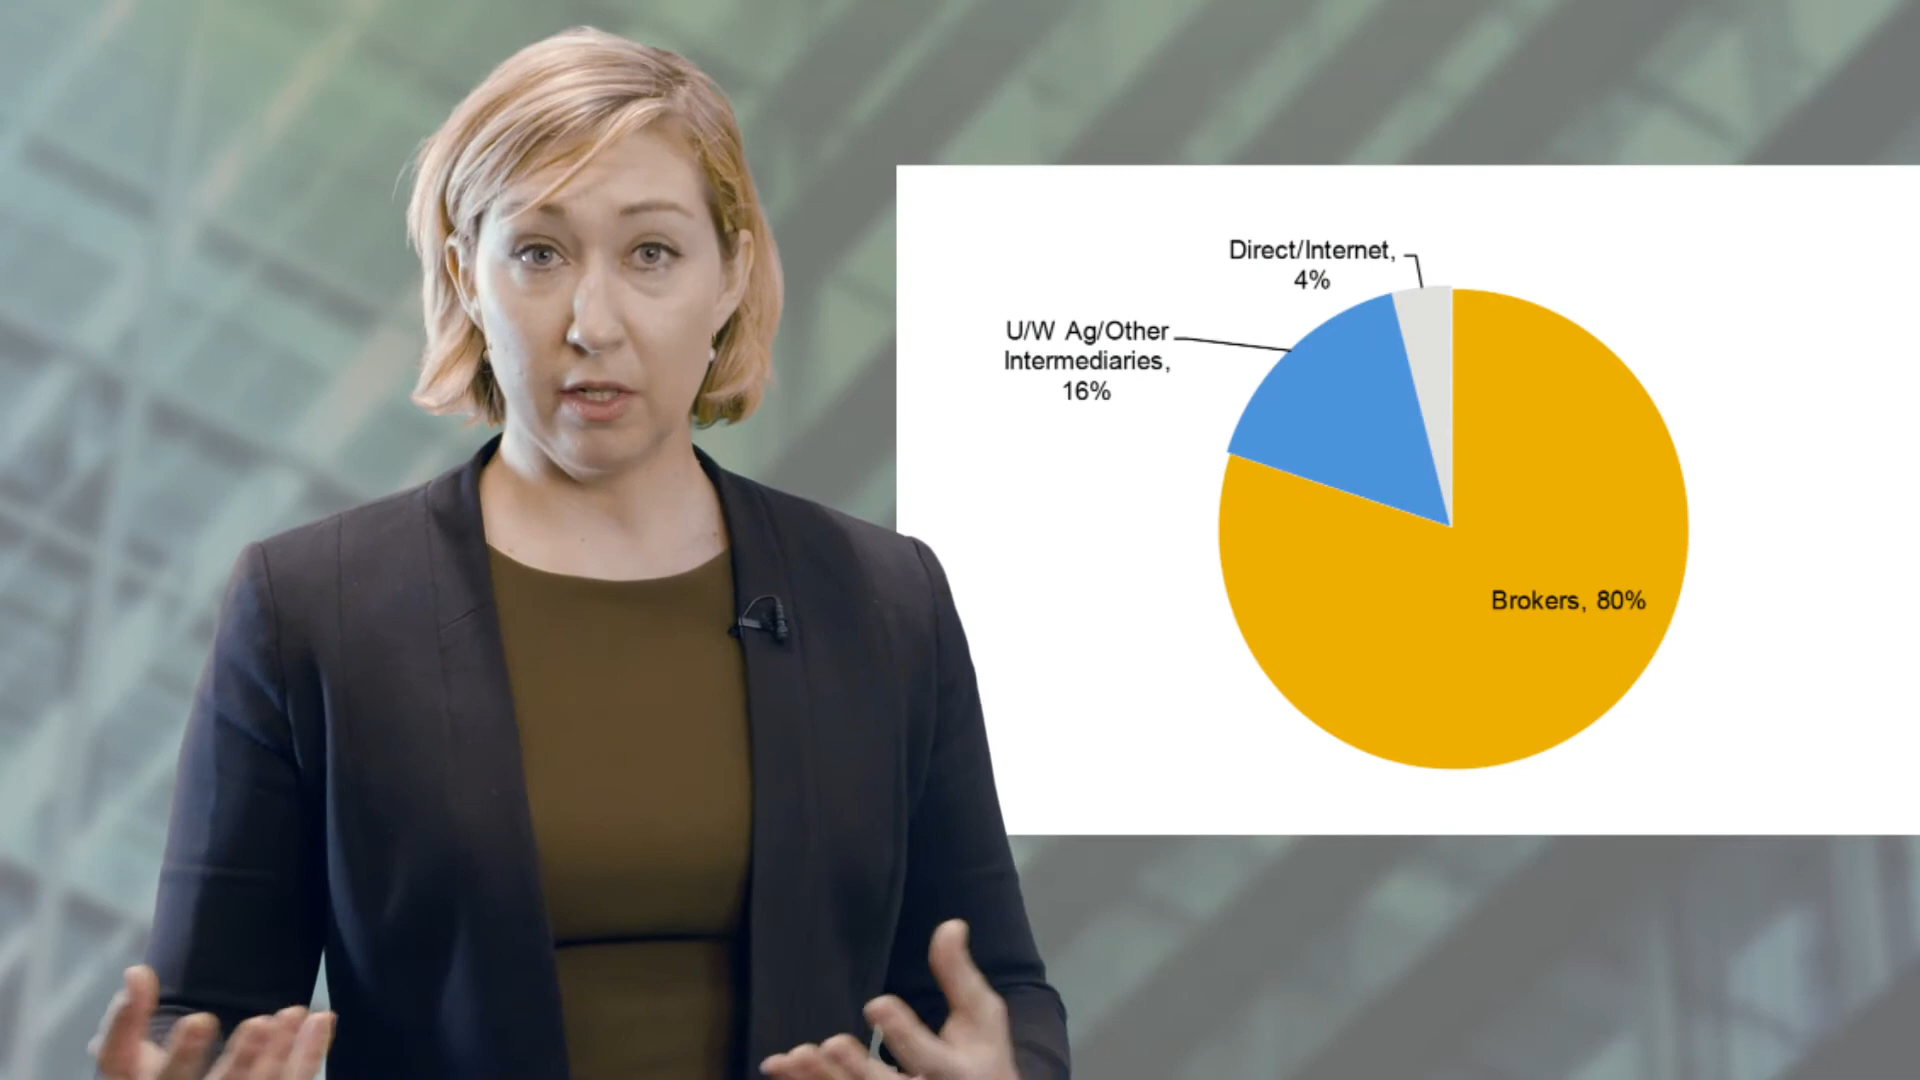 Direct/Internet,
4%
U/W Ag/Other
Intermediaries,
16%
Brokers, 80%